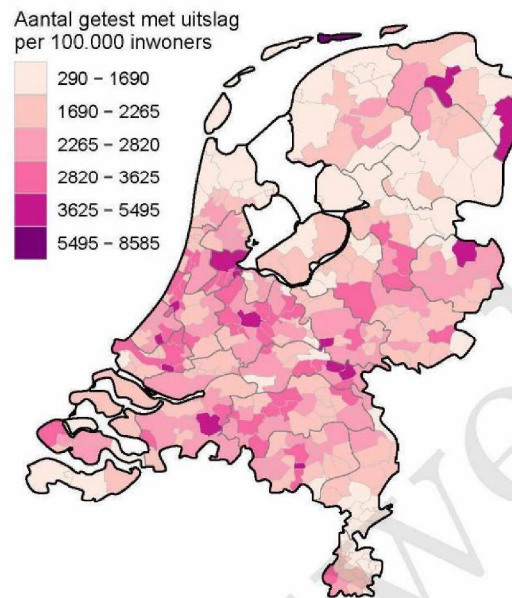 Aantal getest met uitslag
per 100.000 inwoners
290 – 1690
1690 – 2265
2265 – 2820
2820 – 3625
3625 – 5495
5495 – 8585